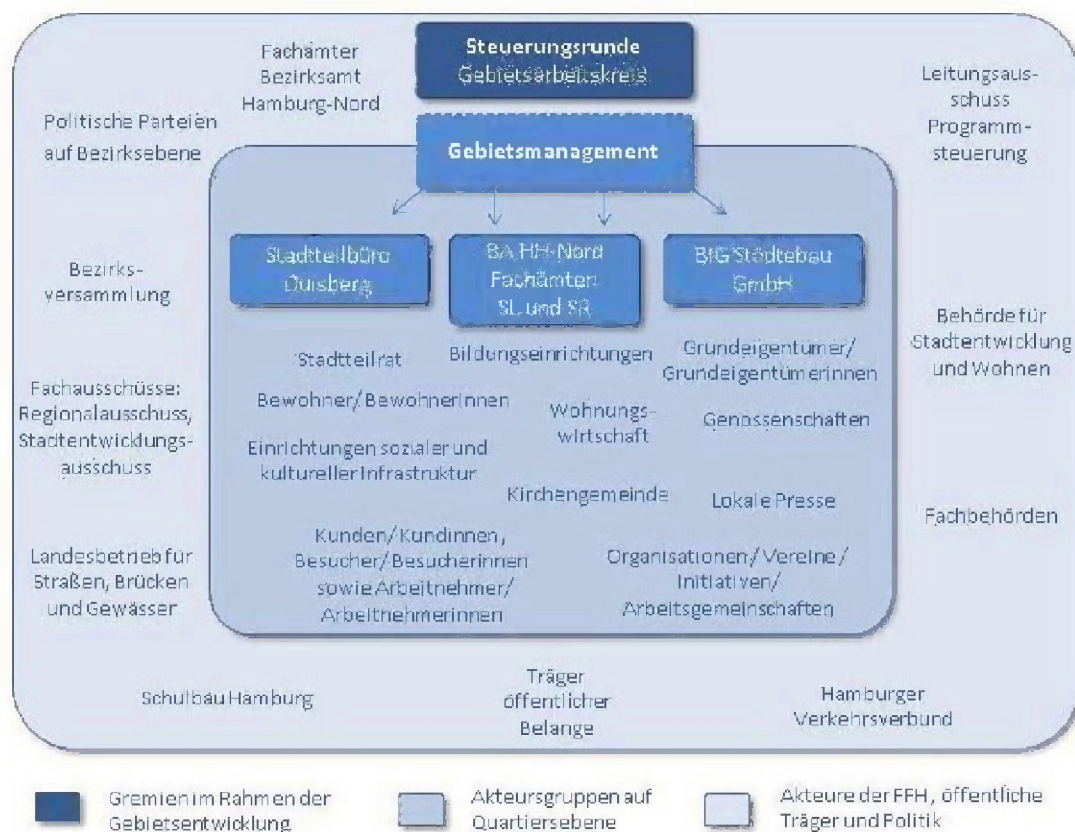 Steuerungsrunde
Gebietsarbeitskreis
Fachämter
Bezirksamt
Hamburg-Nord
Politische Parteien
auf Bezirksebene
Leitungsaus-
schuss
Programm-
steuerung
Gebietsmanagement
Stadtteilbüro
Dulsberg
BA HH-Nord
Fachämten
SL und SR
BIG Städtebau
GmbH
Bezirks-
versammlung
Behörde für
Stadtentwicklung
und Wohnen
Stadtteilrat
Bildungseinrichtungen
Grundeigentümer/
Grundeigentümerinnen
Fachausschüsse:
Regionalausschuss,
Stadtentwicklungs-
ausschuss
Bewohner/Bewohnerinnen
Wohnungs-
wirtschaft
Genossenschaften
Einrichtungen sozialer und
kultureller Infrastruktur
Kirchengemeinde
Lokale Presse
Fachbehörden
Landesbetrieb für
Straßen, Brücken
und Gewässer
Kunden/Kundinnen,
Besucher/Besucherinnen
sowie Arbeitnehmer/
Arbeitnehmerinnen
Organisationen/Vereine/
Initiativen/
Arbeitsgemeinschaften
Schulbau Hamburg
Träger
öffentlicher
Belange
Hamburger
Verkehrsverbund
Gremien im Rahmen der
Gebietsentwicklung
Akteursgruppen auf
Quartiersebene
Akteure der FFH, öffentliche
Träger und Politik